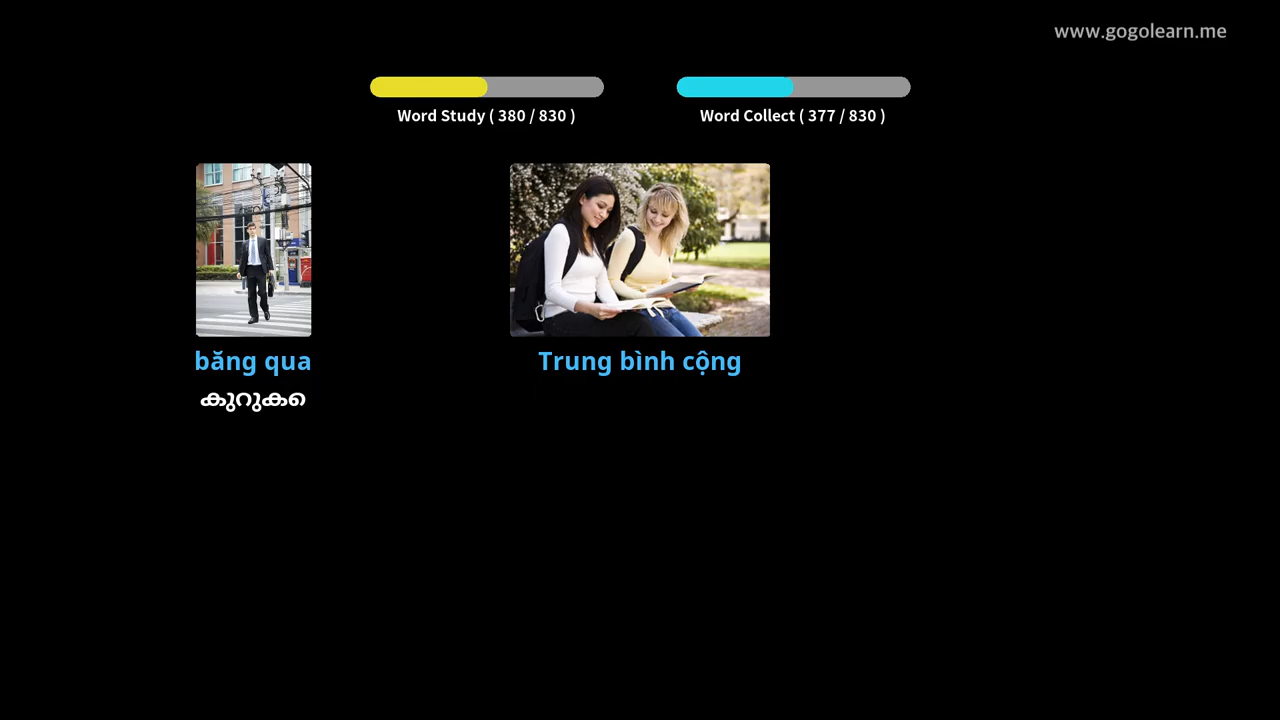 www.gogolearn.me
Word Study ( 380 / 830 )
Word Collect ( 377 / 830 )
băng qua
Trung bình cộng
കുറുകെ